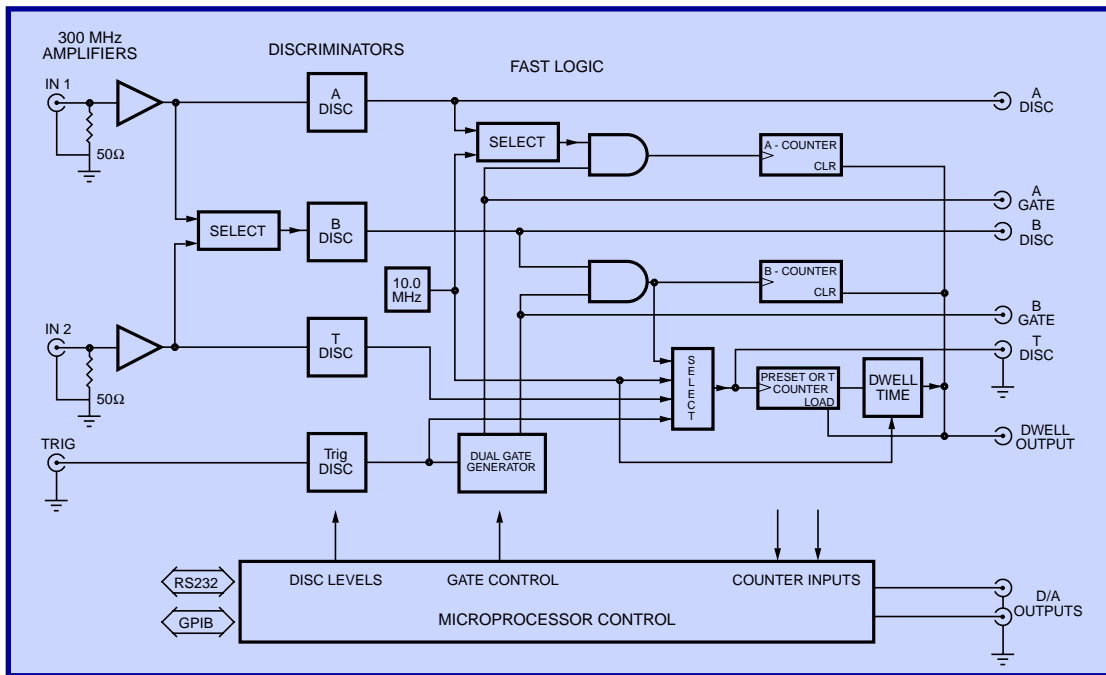 300 MHz
AMPLIFIERS
DISCRIMINATORS
FAST LOGIC
IN 1
50Ω
A
DISC
SELECT
A - COUNTER
CLR
A
DISC
A
GATE
SELECT
B
DISC
B
DISC
10.0
MHz
B - COUNTER
CLR
B
GATE
IN 2
50Ω
T
DISC
SELECT
PRESET OR T
COUNTER
LOAD
DWELL
TIME
T
DISC
DWELL
OUTPUT
TRIG
Trig
DISC
DUAL GATE
GENERATOR
RS232
GPIB
DISC LEVELS
GATE CONTROL
COUNTER INPUTS
MICROPROCESSOR CONTROL
D/A
OUTPUTS